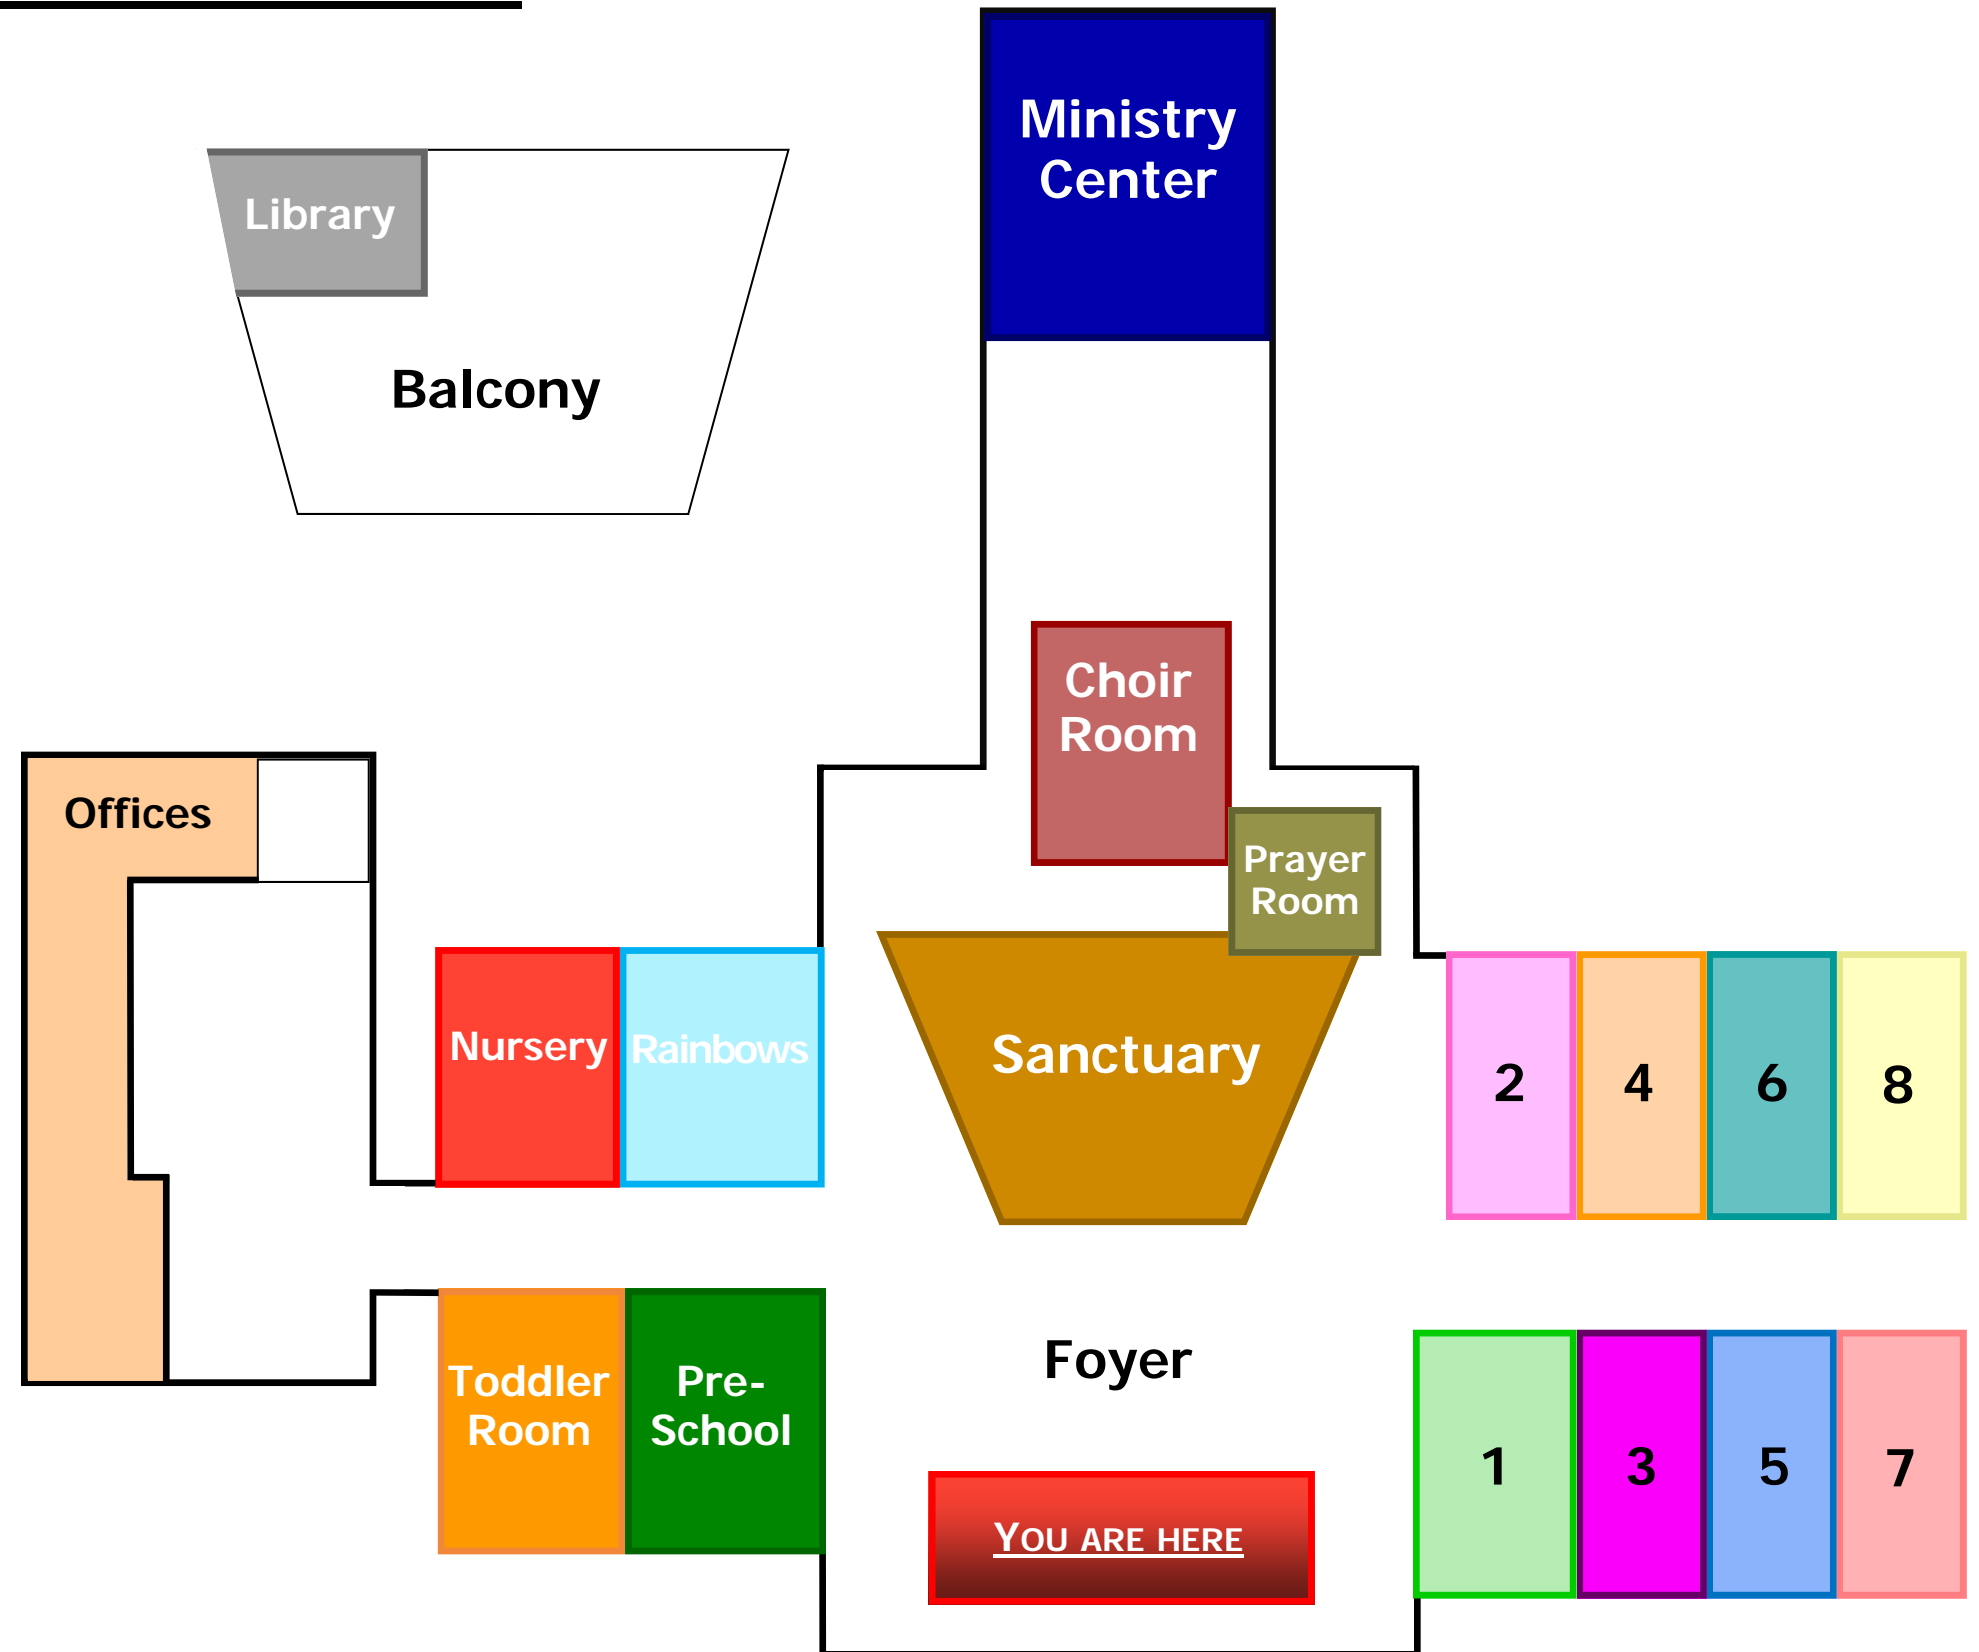 Ministry
Center
Library
Balcony
Choir
Room
Offices
Prayer
Room
Nursery
Rainbows
Sanctuary
2
4
6
8
Foyer
Toddler
Room
Pre-
School
1
3
5
7
YOU ARE HERE